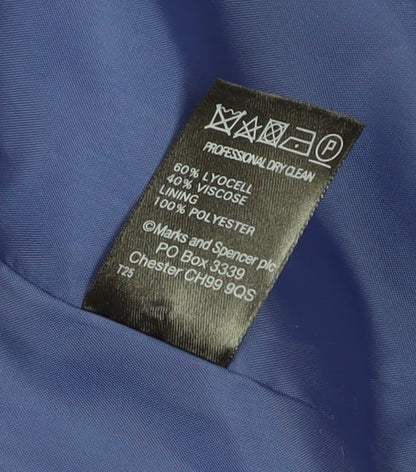 P
PROFESSIONAL DRY CLEAN
60% LYOCELL
40% VISCOSE
LINING
100% POLYESTER
©Marks and Spencer plc
PO Box 3339
Chester CH99 9QS
T25